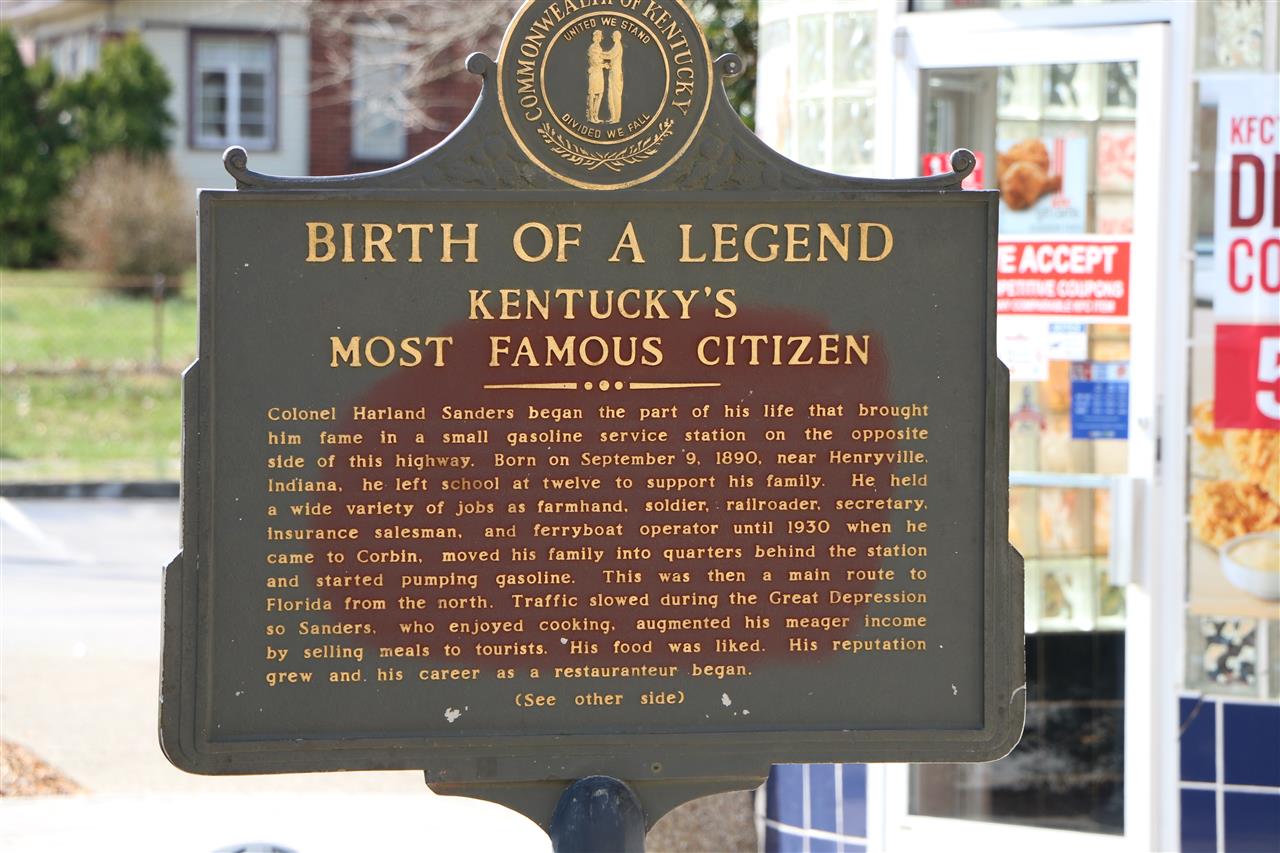 COMMONWEALTH OF KENTUCKY
UNITED WE STAND
DIVIDED WE FALL
BIRTH OF A LEGEND
KENTUCKY'S
MOST FAMOUS CITIZEN
Colonel Harland Sanders began the part of his life that brought
him fame in a small gasoline service station on the opposite
side of this highway. Born on September 9, 1890, near Henryville,
Indiana, he left school at twelve to support his family. He held
a wide variety of jobs as farmhand, soldier, railroader, secretary,
insurance salesman, and ferryboat operator until 1930 when he
came to Corbin, moved his family into quarters behind the station
and started pumping gasoline. This was then a main route to
Florida from the north. Traffic slowed during the Great Depression
so Sanders, who enjoyed cooking, augmented his meager income
by selling meals to tourists. His food was liked. His reputation
grew and his career as a restauranteur began.
(See other side)
ACCEPT
COUPONS
KFC
5